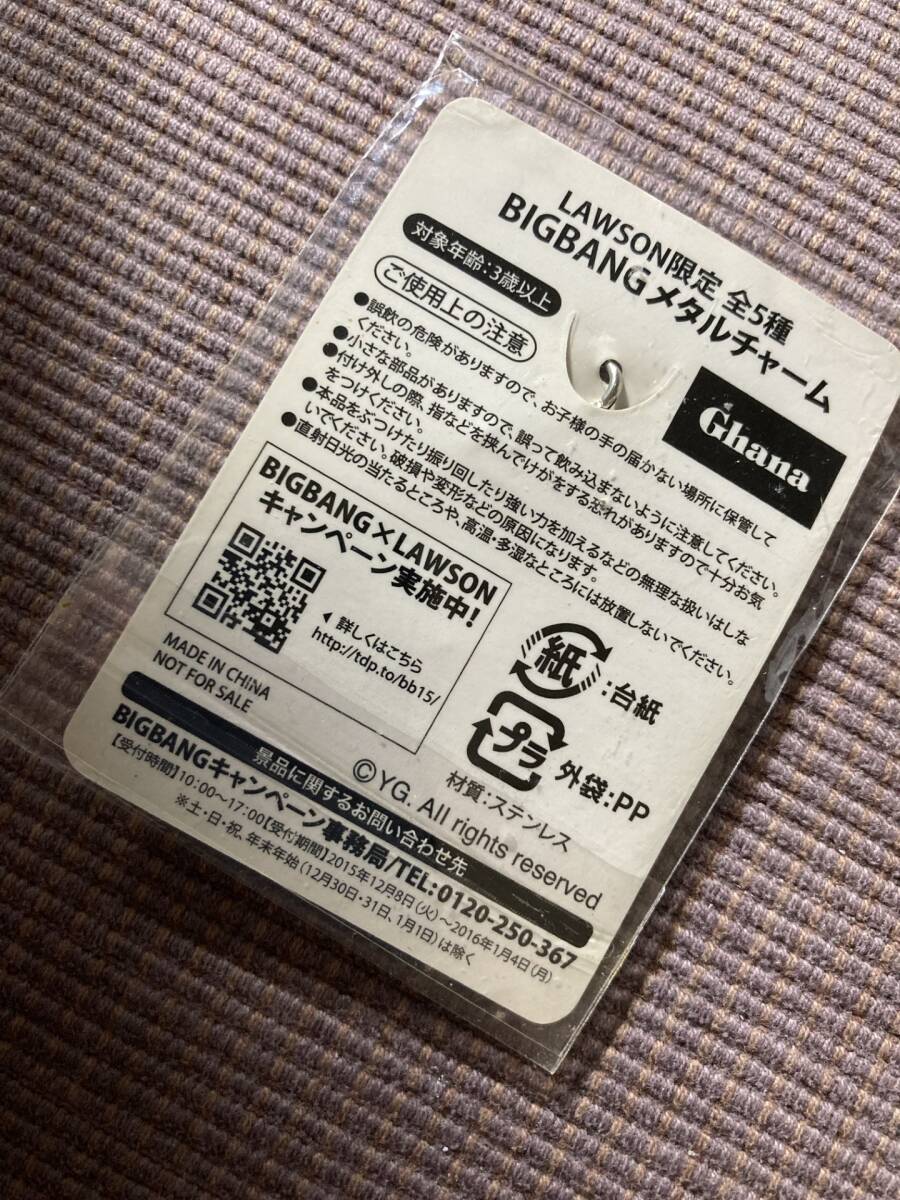 LAWSON限定 全5種
BIGBANG メタルチャーム
対象年齢:3歳以上
ご使用上の注意
Ghana
●誤飲の危険がありますので、お子様の手の届かない場所に保管して
ください。
●小さな部品がありますので、誤って飲み込まないように注意してください。
●付け外しの際、指などを挟んでけがをする恐れがありますので十分お気
をつけください。
●本品をぶつけたり振り回したり強い力を加えるなどの無理な扱いはしな
いでください。破損や変形などの原因になります。
●直射日光の当たるところや、高温・多湿なところには放置しないでください。
BIGBANG×LAWSON
キャンペーン実施中!
◀ 詳しくはこちら
http://tdp.to/bb15/
紙:台紙
プラ 外袋:PP
材質:ステンレス
MADE IN CHINA
NOT FOR SALE
©YG. All rights reserved
景品に関するお問い合わせ先
BIGBANGキャンペーン事務局/TEL:0120-250-367
【受付時間】10:00~17:00【受付期間】2015年12月8日(火)~2016年1月4日(月)
※土・日・祝、年末年始(12月30日・31日、1月1日)は除く